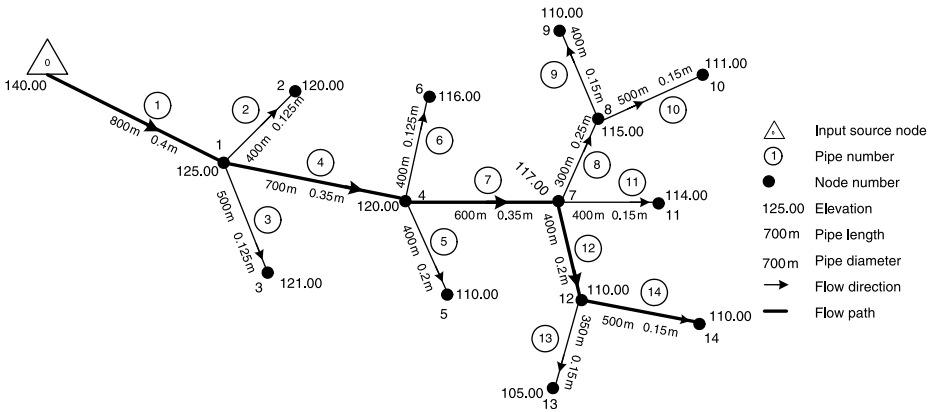 0
140.00
1
800m 0.4m
1
125.00
2
400m 0.125m
2
120.00
3
500m 0.125m
3
121.00
4
700m 0.35m
4
120.00
5
400m 0.2m
5
110.00
6
400m 0.125m
6
116.00
7
600m 0.35m
7
117.00
8
300m 0.25m
8
115.00
9
400m 0.15m
9
110.00
10
500m 0.15m
10
111.00
11
400m 0.15m
11
114.00
12
400m 0.2m
12
110.00
13
350m 0.15m
13
105.00
14
500m 0.15m
14
110.00
Input source node
1 Pipe number
Node number
125.00 Elevation
700m Pipe length
700m Pipe diameter
Flow direction
Flow path